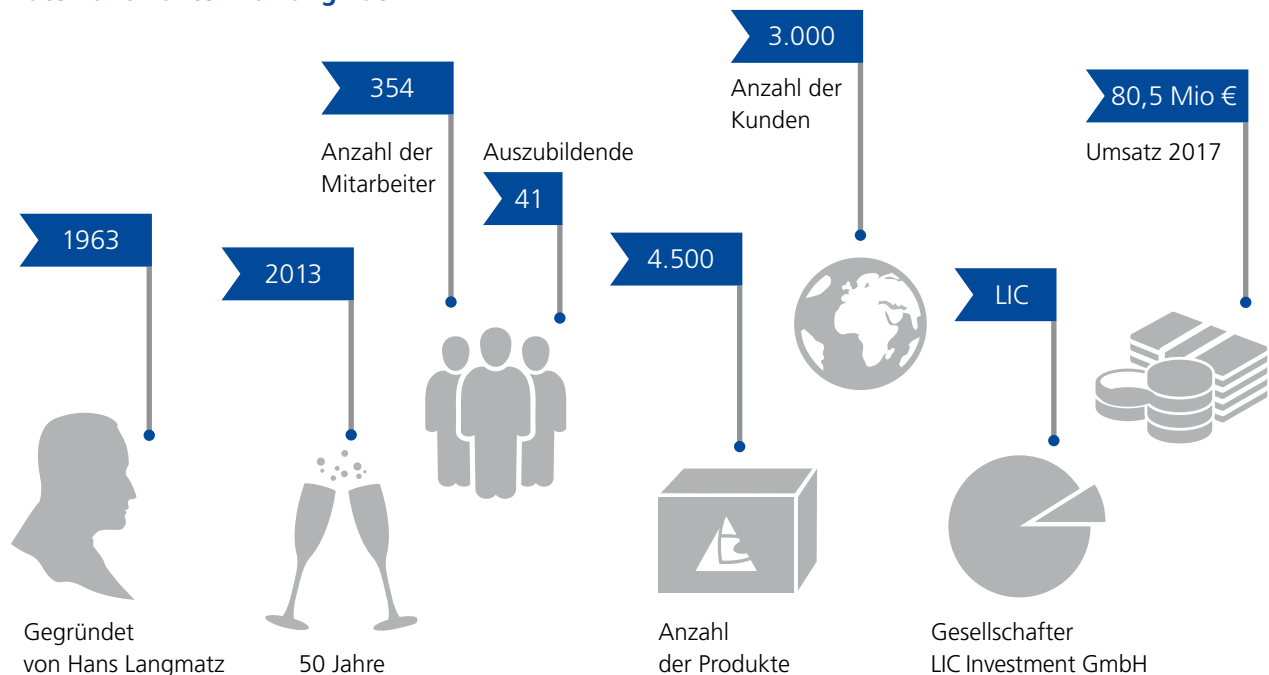 1963
Gegründet
von Hans Langmatz
2013
50 Jahre
354
Anzahl der
Mitarbeiter
Auszubildende
41
4.500
Anzahl
der Produkte
3.000
Anzahl der
Kunden
LIC
Gesellschafter
LIC Investment GmbH
80,5 Mio €
Umsatz 2017